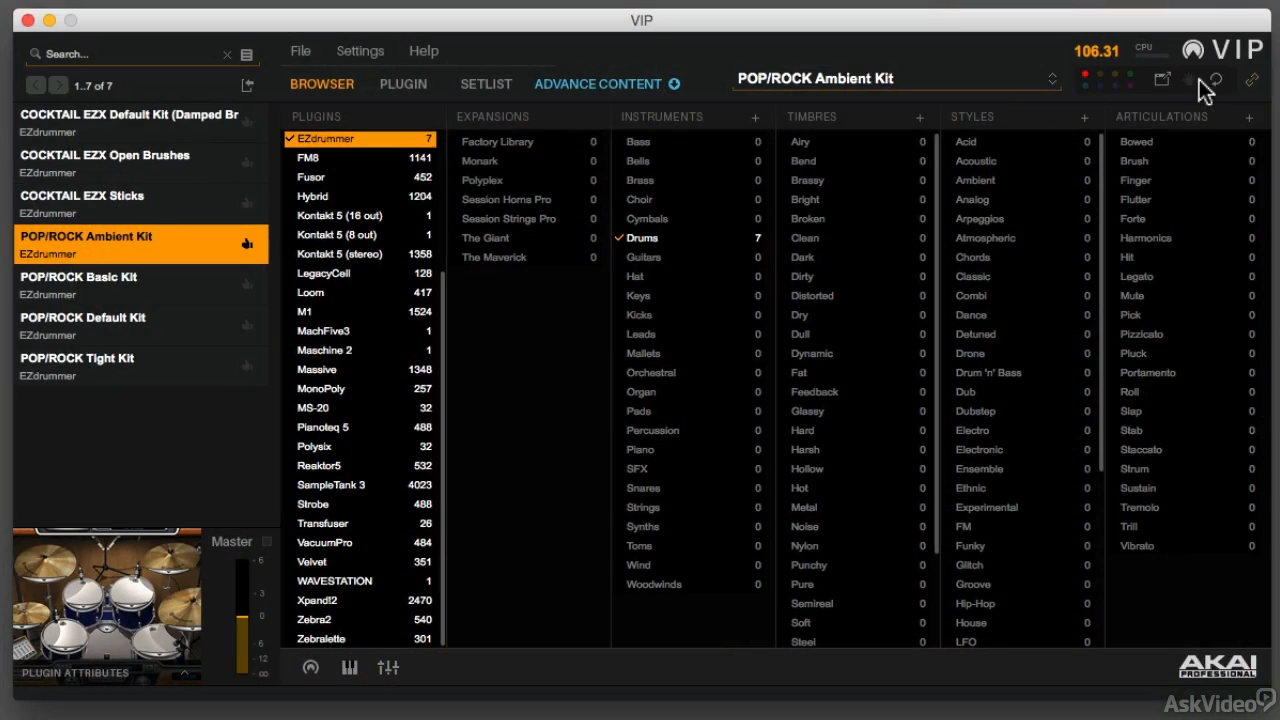 VIP
Search...
1..7 of 7
File Settings Help
106.31 CPU VIP
BROWSER PLUGIN SETLIST ADVANCE CONTENT
POP/ROCK Ambient Kit
COCKTAIL EZX Default Kit (Damped Br
EZdrummer
COCKTAIL EZX Open Brushes
EZdrummer
COCKTAIL EZX Sticks
EZdrummer
POP/ROCK Ambient Kit
EZdrummer
POP/ROCK Basic Kit
EZdrummer
POP/ROCK Default Kit
EZdrummer
POP/ROCK Tight Kit
EZdrummer
PLUGINS
EZdrummer 7
FM8 1141
Fusor 452
Hybrid 1204
Kontakt 5 (16 out) 1
Kontakt 5 (8 out) 1
Kontakt 5 (stereo) 1358
LegacyCell 128
Loom 417
M1 1524
MachFive3 1
Maschine 2 1
Massive 1348
MonoPoly 257
MS-20 32
Pianoteq 5 488
Polysix 32
Reaktor5 532
SampleTank 3 4023
Strobe 488
Transfuser 26
VacuumPro 484
Velvet 351
WAVESTATION 1
Xpand!2 2470
Zebra2 540
Zebralette 301
EXPANSIONS
Factory Library 0
Monark 0
Polyplex 0
Session Horns Pro 0
Session Strings Pro 0
The Giant 0
The Maverick 0
INSTRUMENTS +
Bass 0
Bells 0
Brass 0
Choir 0
Cymbals 0
Drums 7
Guitars 0
Hat 0
Keys 0
Kicks 0
Leads 0
Mallets 0
Orchestral 0
Organ 0
Pads 0
Percussion 0
Piano 0
SFX 0
Snares 0
Strings 0
Synths 0
Toms 0
Wind 0
Woodwinds 0
TIMBRES +
Airy 0
Bend 0
Brassy 0
Bright 0
Broken 0
Clean 0
Dark 0
Dirty 0
Distorted 0
Dry 0
Dull 0
Dynamic 0
Fat 0
Feedback 0
Glassy 0
Hard 0
Harsh 0
Hollow 0
Hot 0
Metal 0
Noise 0
Nylon 0
Punchy 0
Pure 0
Semireal 0
Soft 0
Steel 0
STYLES +
Acid 0
Acoustic 0
Ambient 0
Analog 0
Arpeggios 0
Atmospheric 0
Chords 0
Classic 0
Combi 0
Dance 0
Detuned 0
Drone 0
Drum 'n' Bass 0
Dub 0
Dubstep 0
Electro 0
Electronic 0
Ensemble 0
Ethnic 0
Experimental 0
FM 0
Funky 0
Glitch 0
Groove 0
Hip-Hop 0
House 0
LFO 0
ARTICULATIONS +
Bowed 0
Brush 0
Finger 0
Flutter 0
Forte 0
Harmonics 0
Hit 0
Legato 0
Mute 0
Pick 0
Pizzicato 0
Pluck 0
Portamento 0
Roll 0
Slap 0
Stab 0
Staccato 0
Strum 0
Sustain 0
Tremolo 0
Trill 0
Vibrato 0
Master
6
3
0
6
12
∞
PLUGIN ATTRIBUTES
AKAI
PROFESSIONAL
AskVideo